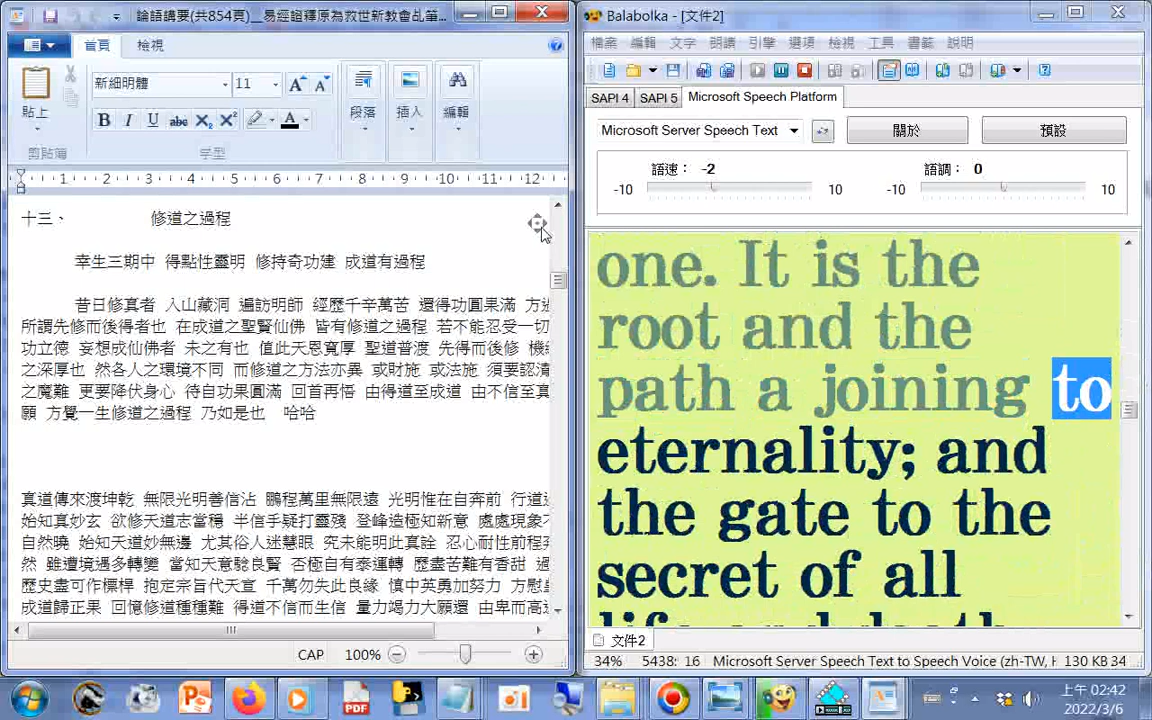 論語講要(共854頁)__易經證釋原為救世新教會乩筆...
首頁
檢視
新細明體
11
貼上
剪貼簿
字型
段落
插入
編輯
1 2 3 4 5 6 7 8 9 10 11 12
十三、 修道之過程
幸生三期中 得點性靈明 修持奇功建 成道有過程
昔日修真者 入山藏洞 遍訪明師 經歷千辛萬苦 還得功圓果滿 方
所謂先修而後得者也 在成道之聖賢仙佛 皆有修道之過程 若不能忍受一切
功立德 妄想成仙佛者 未之有也 值此天恩寬厚 聖道普渡 先得而後修 機
之深厚也 然各人之環境不同 而修道之方法亦異 或財施 或法施 須要認清
之魔難 更要降伏身心 待自功果圓滿 回首再悟 由得道至成道 由不信至真
願 方覺一生修道之過程 乃如是也 哈哈
真道傳來渡坤乾 無限光明善信沾 鵬程萬里無限遠 光明惟在自奔前 行道
始知真妙玄 欲修天道志當穩 半信半疑打靈殘 登峰造極知新意 處處現象
自然曉 始知天道妙無邊 尤其俗人迷慧眼 究未能明此真詮 忍心耐性前程
然 雖遭境遇多轉變 當知天意驗良賢 否極自有泰運轉 歷盡苦難有香甜
歷史盡可作標桿 抱定宗旨代天宣 千萬勿失此良緣 慎中英勇加努力 方慰
成道歸正果 回憶修道種種難 得道不信而生信 量力竭力大願還 由卑而高
CAP 100%
Balabolka - [文件2]
檔案 編輯 文字 朗讀 引擎 選項 檢視 工具 書籤 說明
SAPI 4 SAPI 5 Microsoft Speech Platform
Microsoft Server Speech Text
關於
預設
語速： -2
-10 10
語調： 0
-10 10
one. It is the
root and the
path a joining to
eternality; and
the gate to the
secret of all
life and death
文件2
34% 5438: 16 Microsoft Server Speech Text to Speech Voice (zh-TW, H 130 KB 34
上午 02:42
2022/3/6